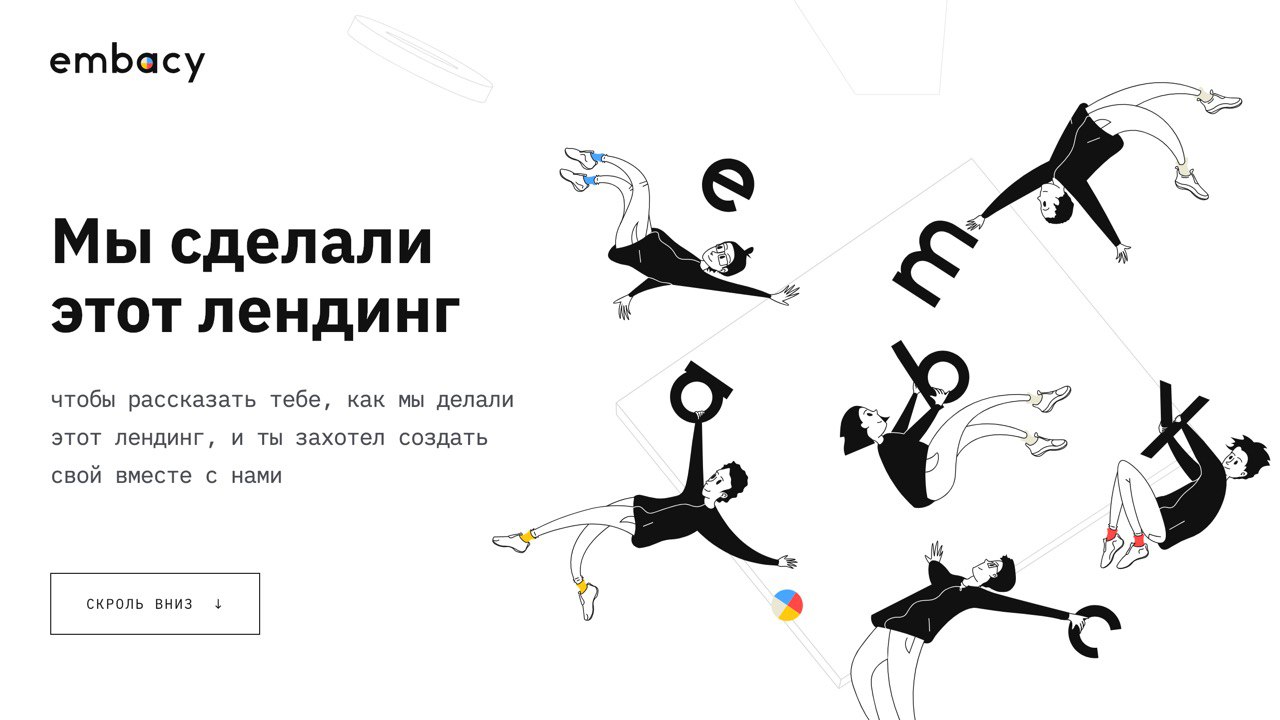 embacy
Мы сделали
этот лендинг
чтобы рассказать тебе, как мы делали
этот лендинг, и ты захотел создать
свой вместе с нами
СКРОЛЬ ВНИЗ ↓
e
m
b
a
y
c